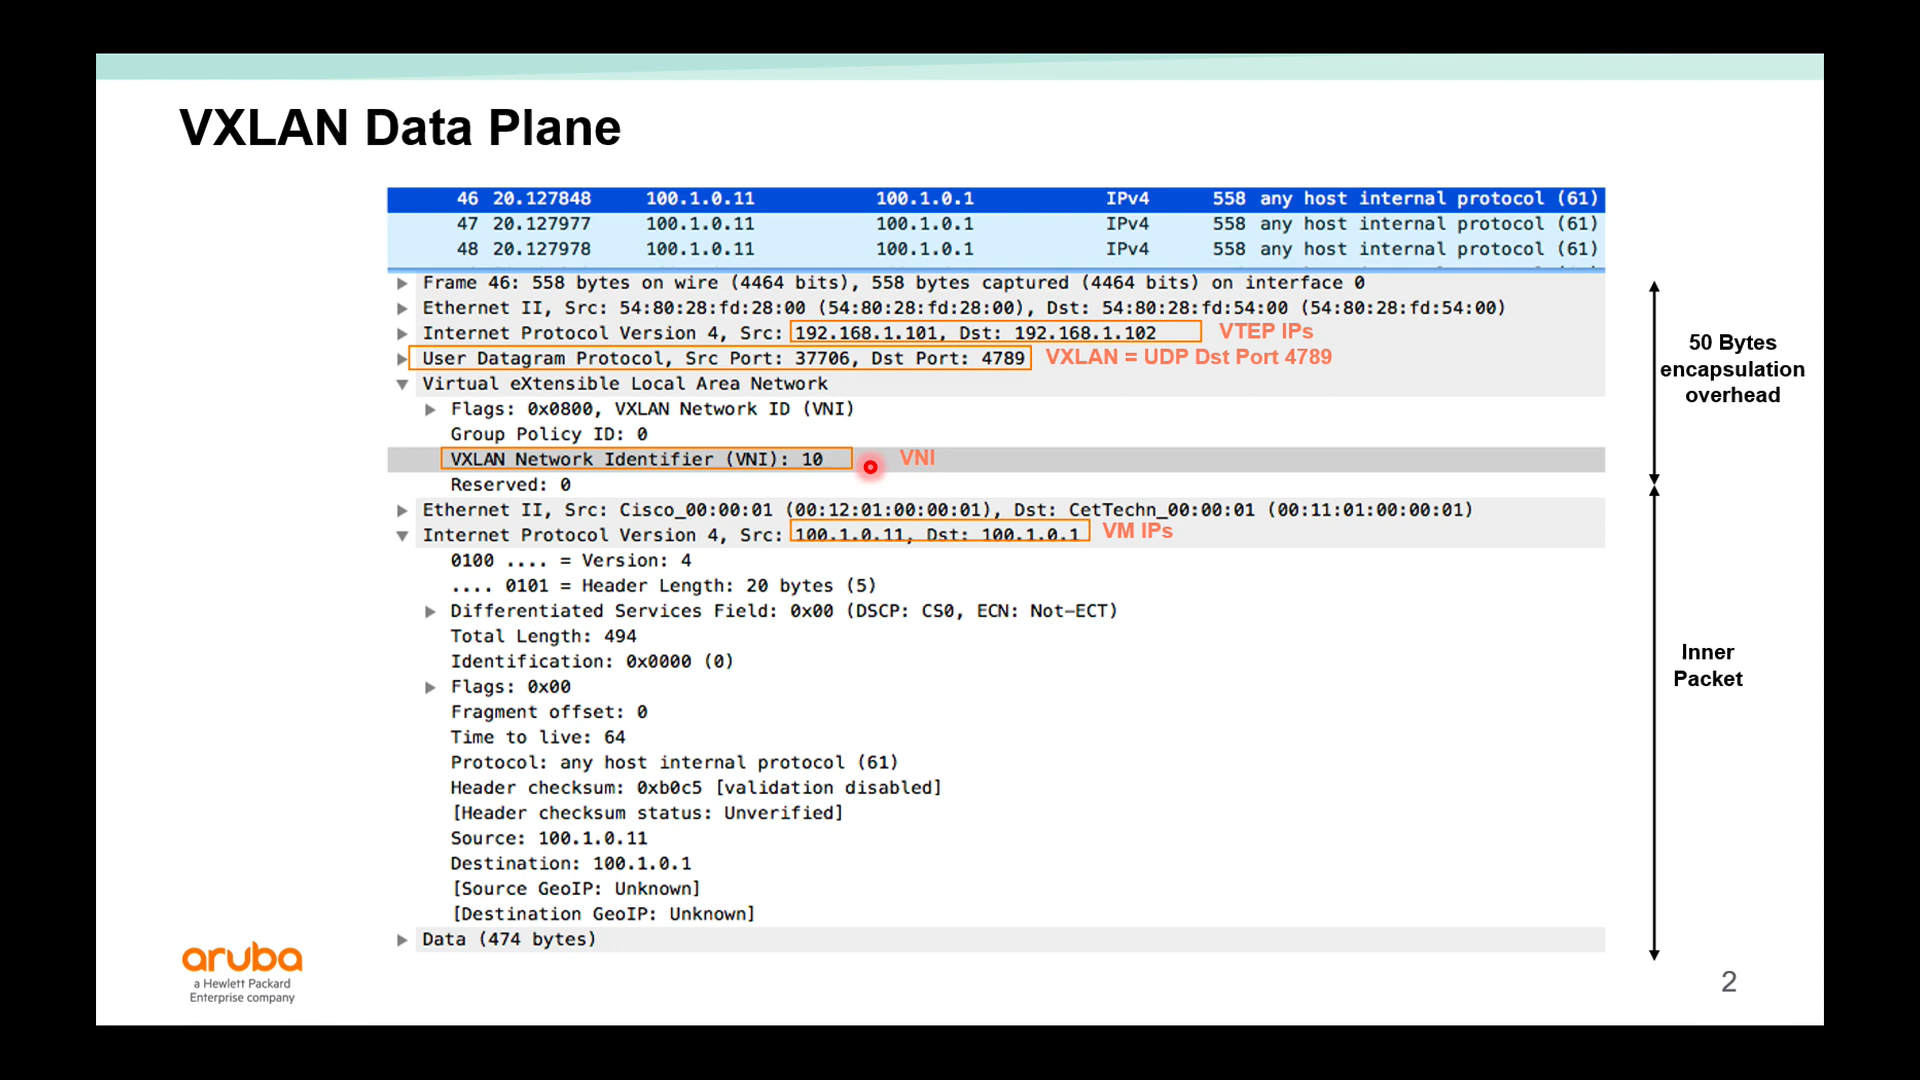 VXLAN Data Plane
46 20.127848 100.1.0.11 100.1.0.1 IPv4 558 any host internal protocol (61)
47 20.127977 100.1.0.11 100.1.0.1 IPv4 558 any host internal protocol (61)
48 20.127978 100.1.0.11 100.1.0.1 IPv4 558 any host internal protocol (61)
Frame 46: 558 bytes on wire (4464 bits), 558 bytes captured (4464 bits) on interface 0
Ethernet II, Src: 54:80:28:fd:28:00 (54:80:28:fd:28:00), Dst: 54:80:28:fd:54:00 (54:80:28:fd:54:00)
Internet Protocol Version 4, Src: 192.168.1.101, Dst: 192.168.1.102 VTEP IPs
User Datagram Protocol, Src Port: 37706, Dst Port: 4789 VXLAN = UDP Dst Port 4789
Virtual eXtensible Local Area Network
Flags: 0x0800, VXLAN Network ID (VNI)
Group Policy ID: 0
VXLAN Network Identifier (VNI): 10 VNI
Reserved: 0
50 Bytes
encapsulation
overhead
Ethernet II, Src: Cisco_00:00:01 (00:12:01:00:00:01), Dst: CetTechn_00:00:01 (00:11:01:00:00:01)
Internet Protocol Version 4, Src: 100.1.0.11, Dst: 100.1.0.1 VM IPs
0100 .... = Version: 4
.... 0101 = Header Length: 20 bytes (5)
Differentiated Services Field: 0x00 (DSCP: CS0, ECN: Not-ECT)
Total Length: 494
Identification: 0x0000 (0)
Flags: 0x00
Fragment offset: 0
Time to live: 64
Protocol: any host internal protocol (61)
Header checksum: 0xb0c5 [validation disabled]
[Header checksum status: Unverified]
Source: 100.1.0.11
Destination: 100.1.0.1
[Source GeoIP: Unknown]
[Destination GeoIP: Unknown]
Data (474 bytes)
Inner
Packet
aruba
a Hewlett Packard
Enterprise company
2